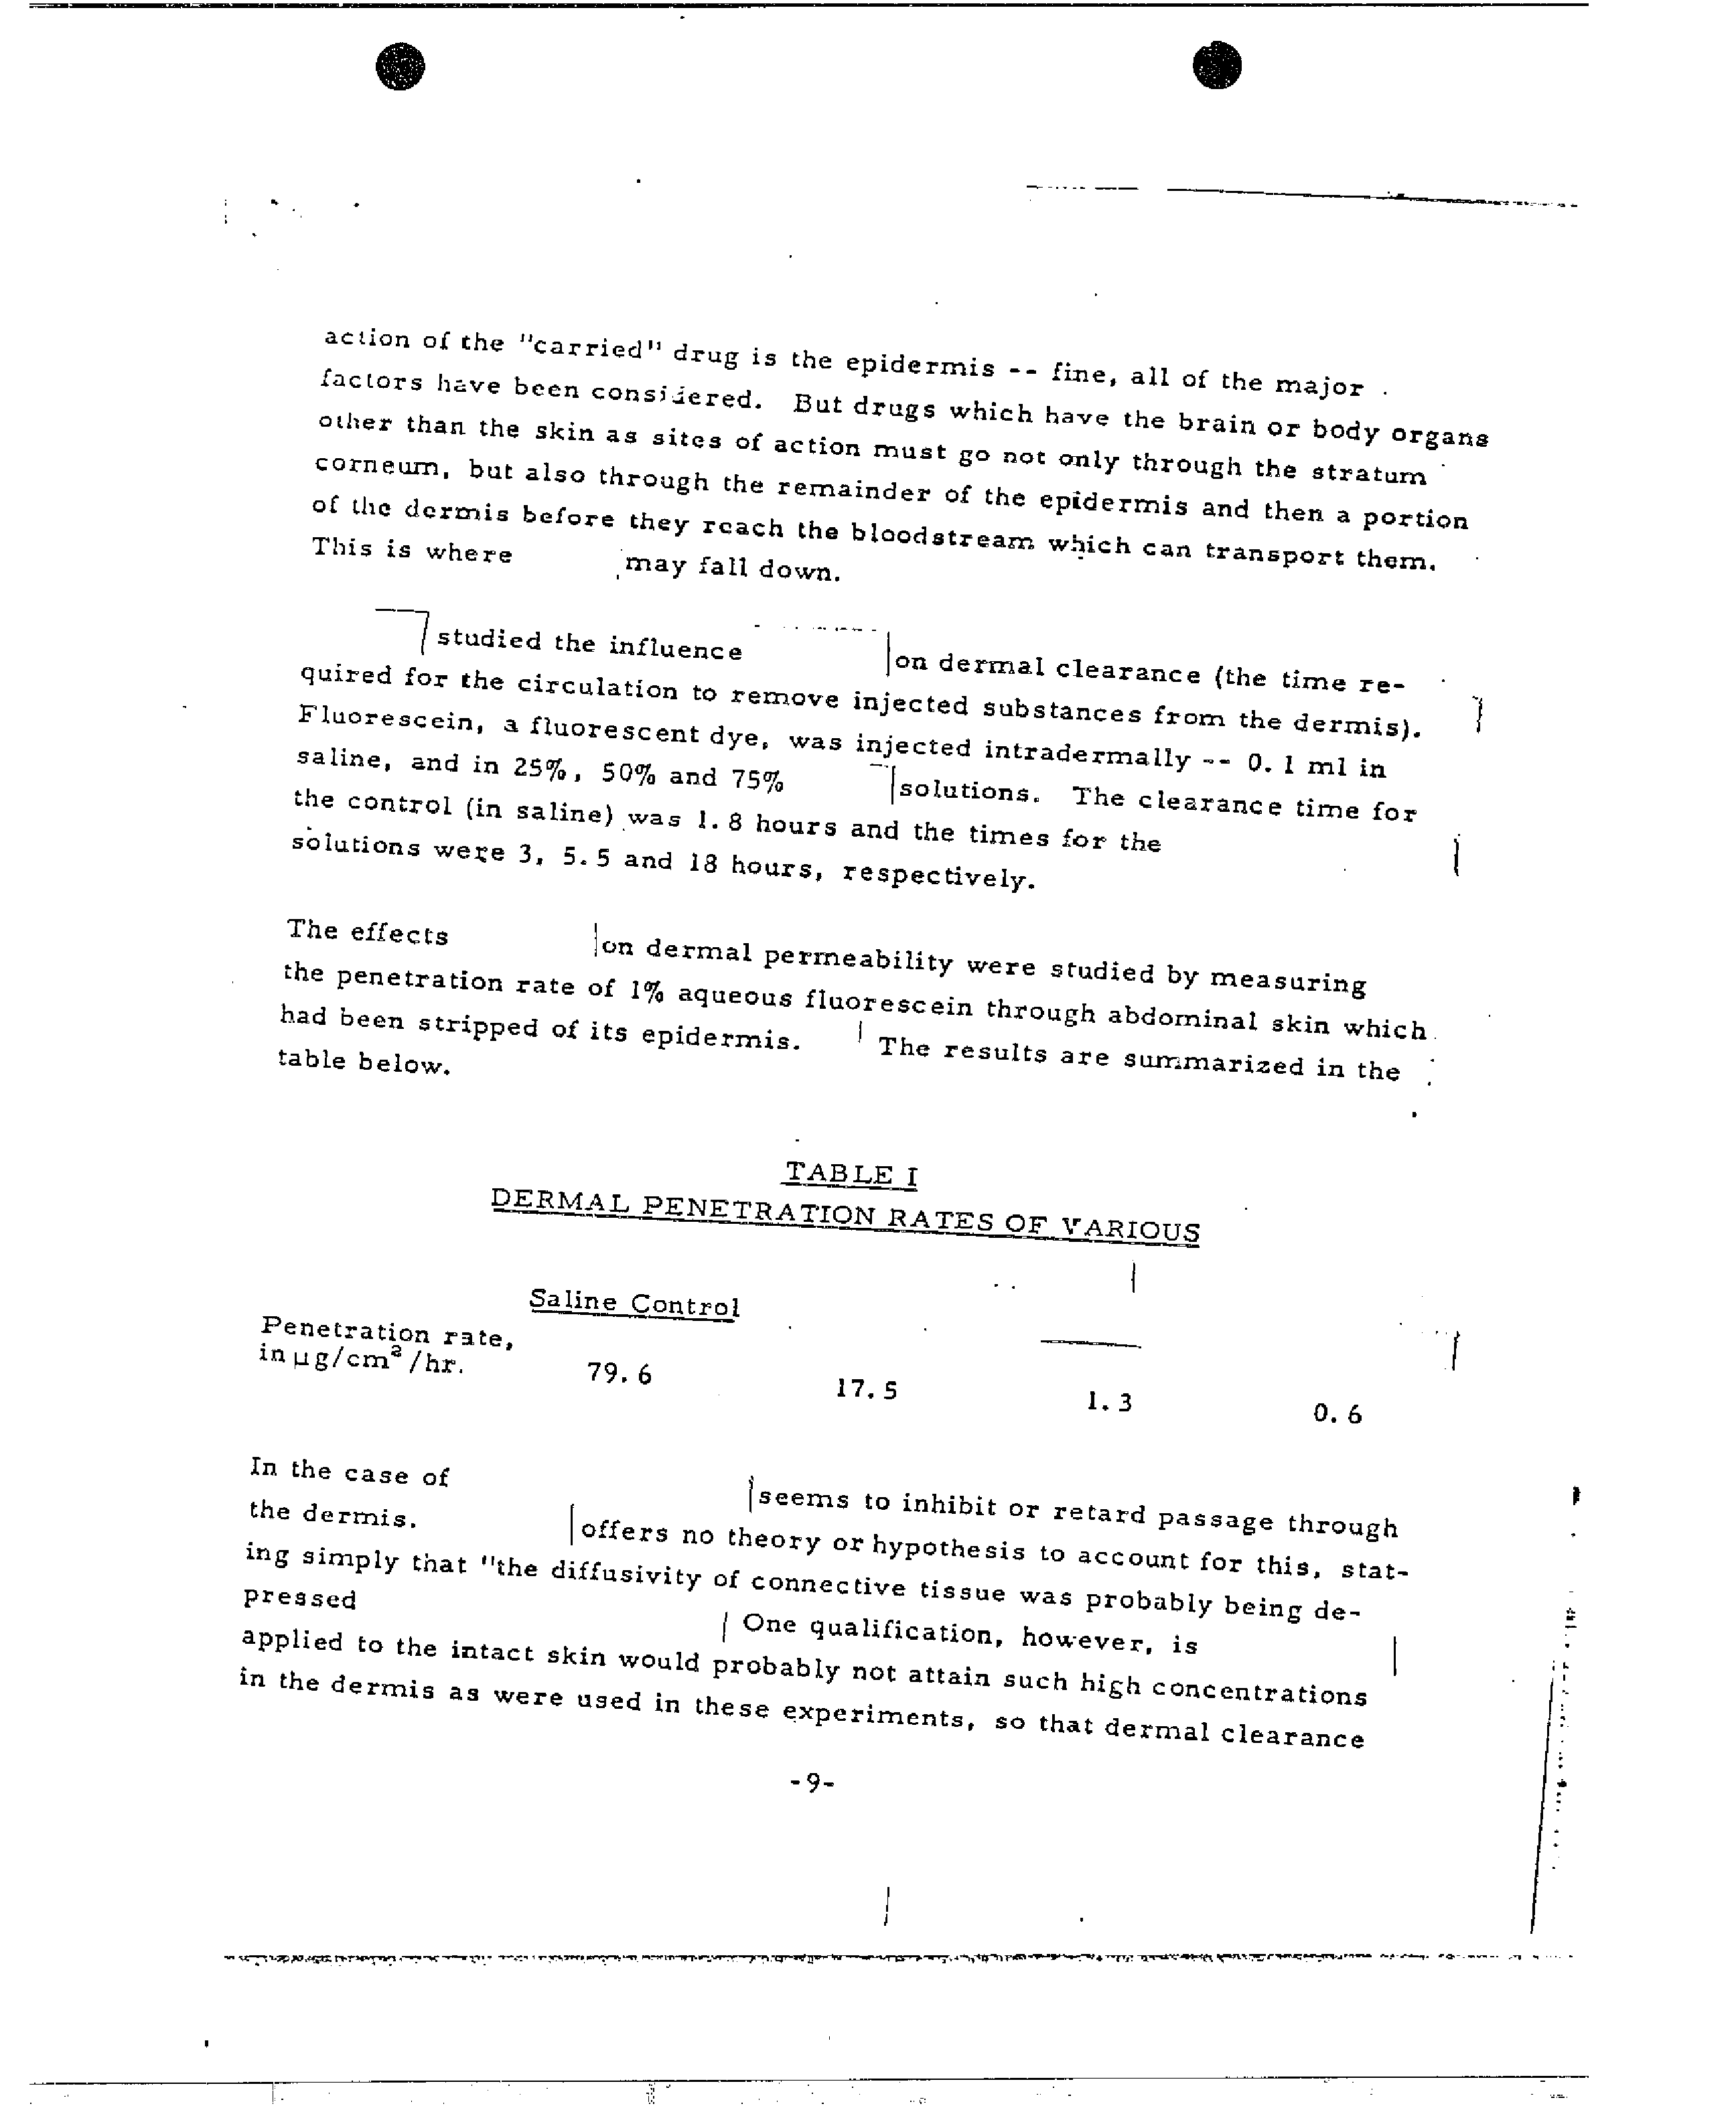 action of the "carried" drug is the epidermis -- fine, all of the major
factors have been considered. But drugs which have the brain or body organs
other than the skin as sites of action must go not only through the stratum
corneum, but also through the remainder of the epidermis and then a portion
of the dermis before they reach the bloodstream which can transport them.
This is where may fall down.
studied the influence on dermal clearance (the time re-
quired for the circulation to remove injected substances from the dermis).
Fluorescein, a fluorescent dye, was injected intradermally -- 0.1 ml in
saline, and in 25%, 50% and 75% solutions. The clearance time for
the control (in saline) was 1.8 hours and the times for the
solutions were 3, 5.5 and 18 hours, respectively.
The effects on dermal permeability were studied by measuring
the penetration rate of 1% aqueous fluorescein through abdominal skin which
had been stripped of its epidermis. The results are summarized in the
table below.
TABLE I
DERMAL PENETRATION RATES OF VARIOUS
Saline Control
Penetration rate,
in µg/cm²/hr. 79.6 17.5 1.3 0.6
In the case of seems to inhibit or retard passage through
the dermis. offers no theory or hypothesis to account for this, stat-
ing simply that "the diffusivity of connective tissue was probably being de-
pressed One qualification, however, is
applied to the intact skin would probably not attain such high concentrations
in the dermis as were used in these experiments, so that dermal clearance
-9-